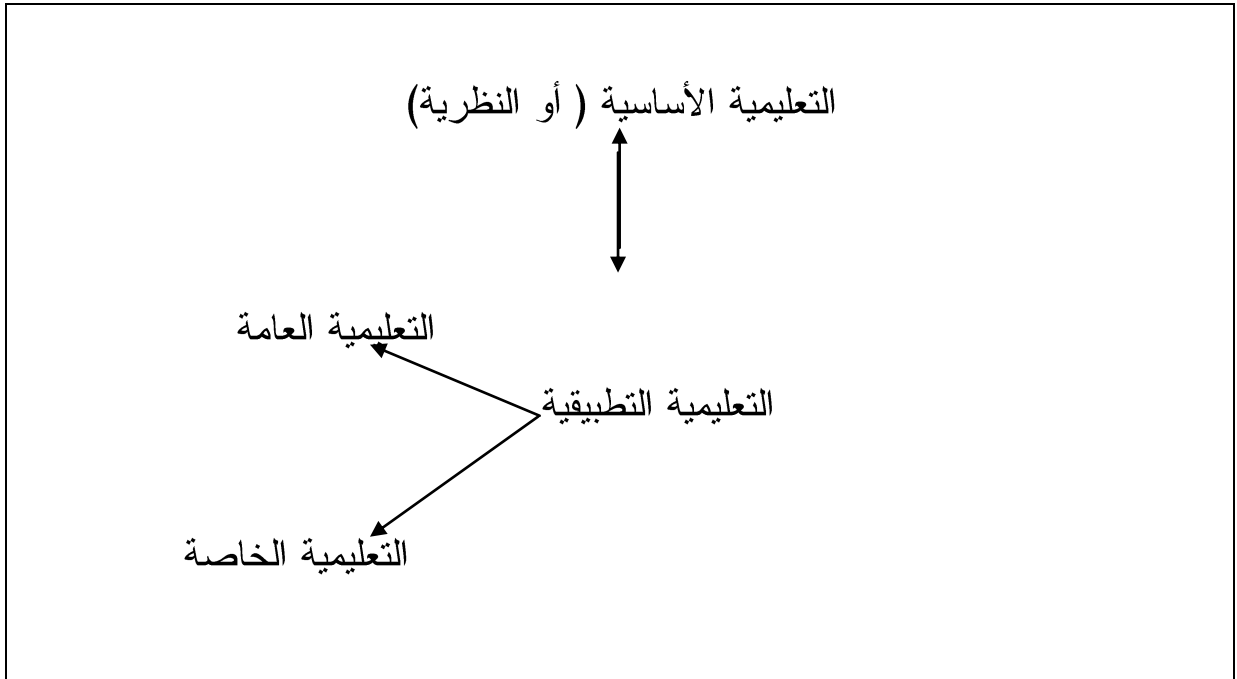 التعليمية الأساسية ( أو النظرية)
التعليمية العامة
التعليمية التطبيقية
التعليمية الخاصة